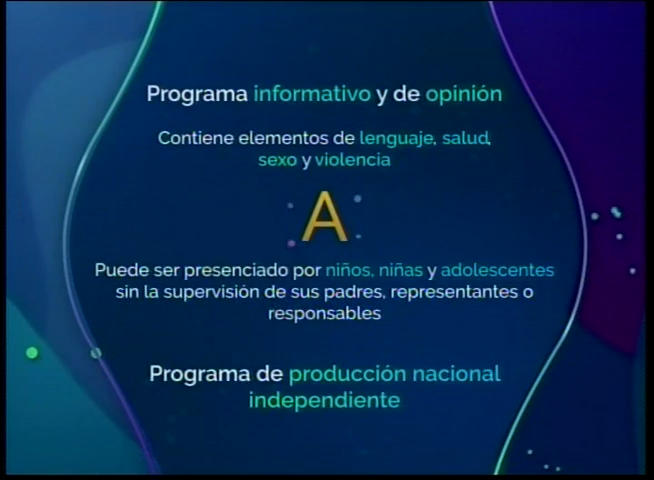 Programa informativo y de opinión
Contiene elementos de lenguaje, salud,
sexo y violencia
A
Puede ser presenciado por niños, niñas y adolescentes
sin la supervisión de sus padres, representantes o
responsables
Programa de producción nacional
independiente